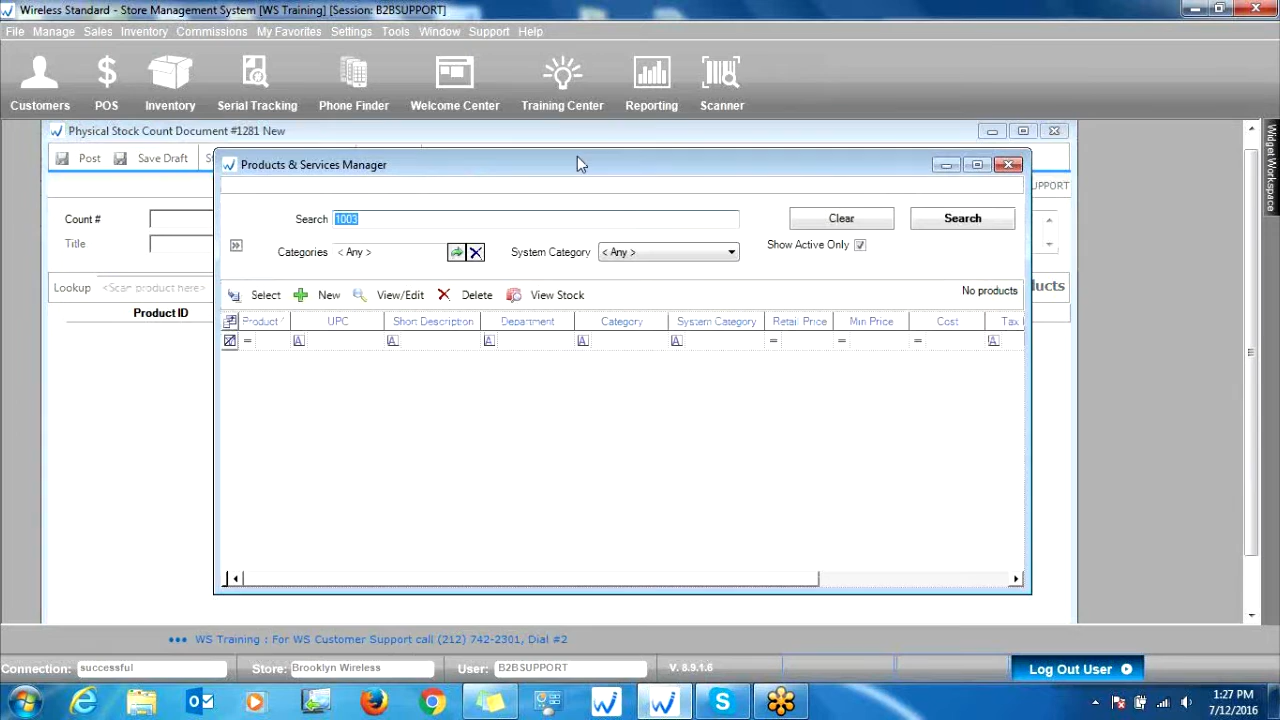 Wireless Standard - Store Management System [WS Training] [Session: B2BSUPPORT]
File Manage Sales Inventory Commissions My Favorites Settings Tools Window Support Help
Customers POS Inventory Serial Tracking Phone Finder Welcome Center Training Center Reporting Scanner
Physical Stock Count Document #1281 New
Post Save Draft
Products & Services Manager
Count #
Title
Search 1003 Clear Search
Categories < Any > System Category < Any > Show Active Only
Lookup <Scan product here>
Select New View/Edit Delete View Stock No products
Product ID
Product UPC Short Description Department Category System Category Retail Price Min Price Cost Tax
= A A A A A = = = A
••• WS Training : For WS Customer Support call (212) 742-2301, Dial #2
Connection: successful Store: Brooklyn Wireless User: B2BSUPPORT V. 8.9.1.6 Log Out User
Widget Workspace
1:27 PM
7/12/2016